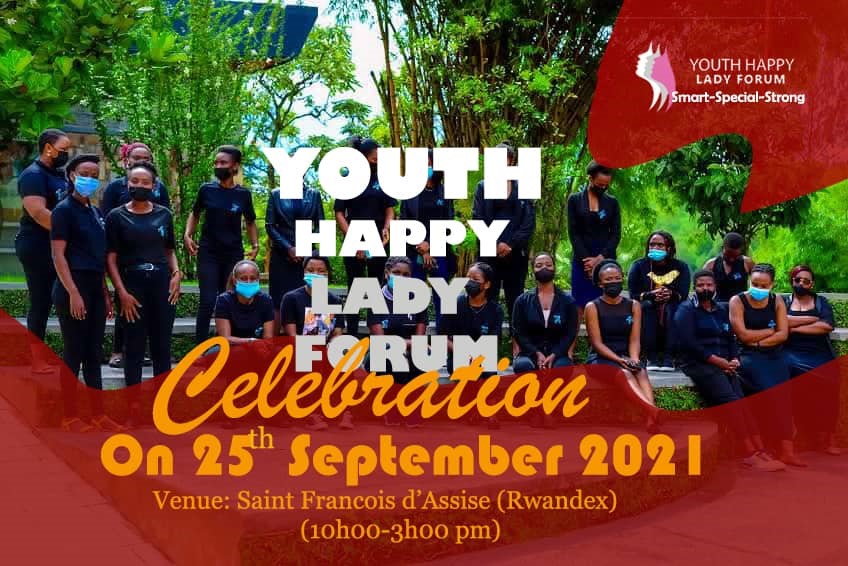 YOUTH HAPPY
LADY FORUM
Smart-Special-Strong
YOUTH
HAPPY
LADY
FORUM
Celebration
On 25th September 2021
Venue: Saint Francois d'Assise (Rwandex)
(10h00-3h00 pm)